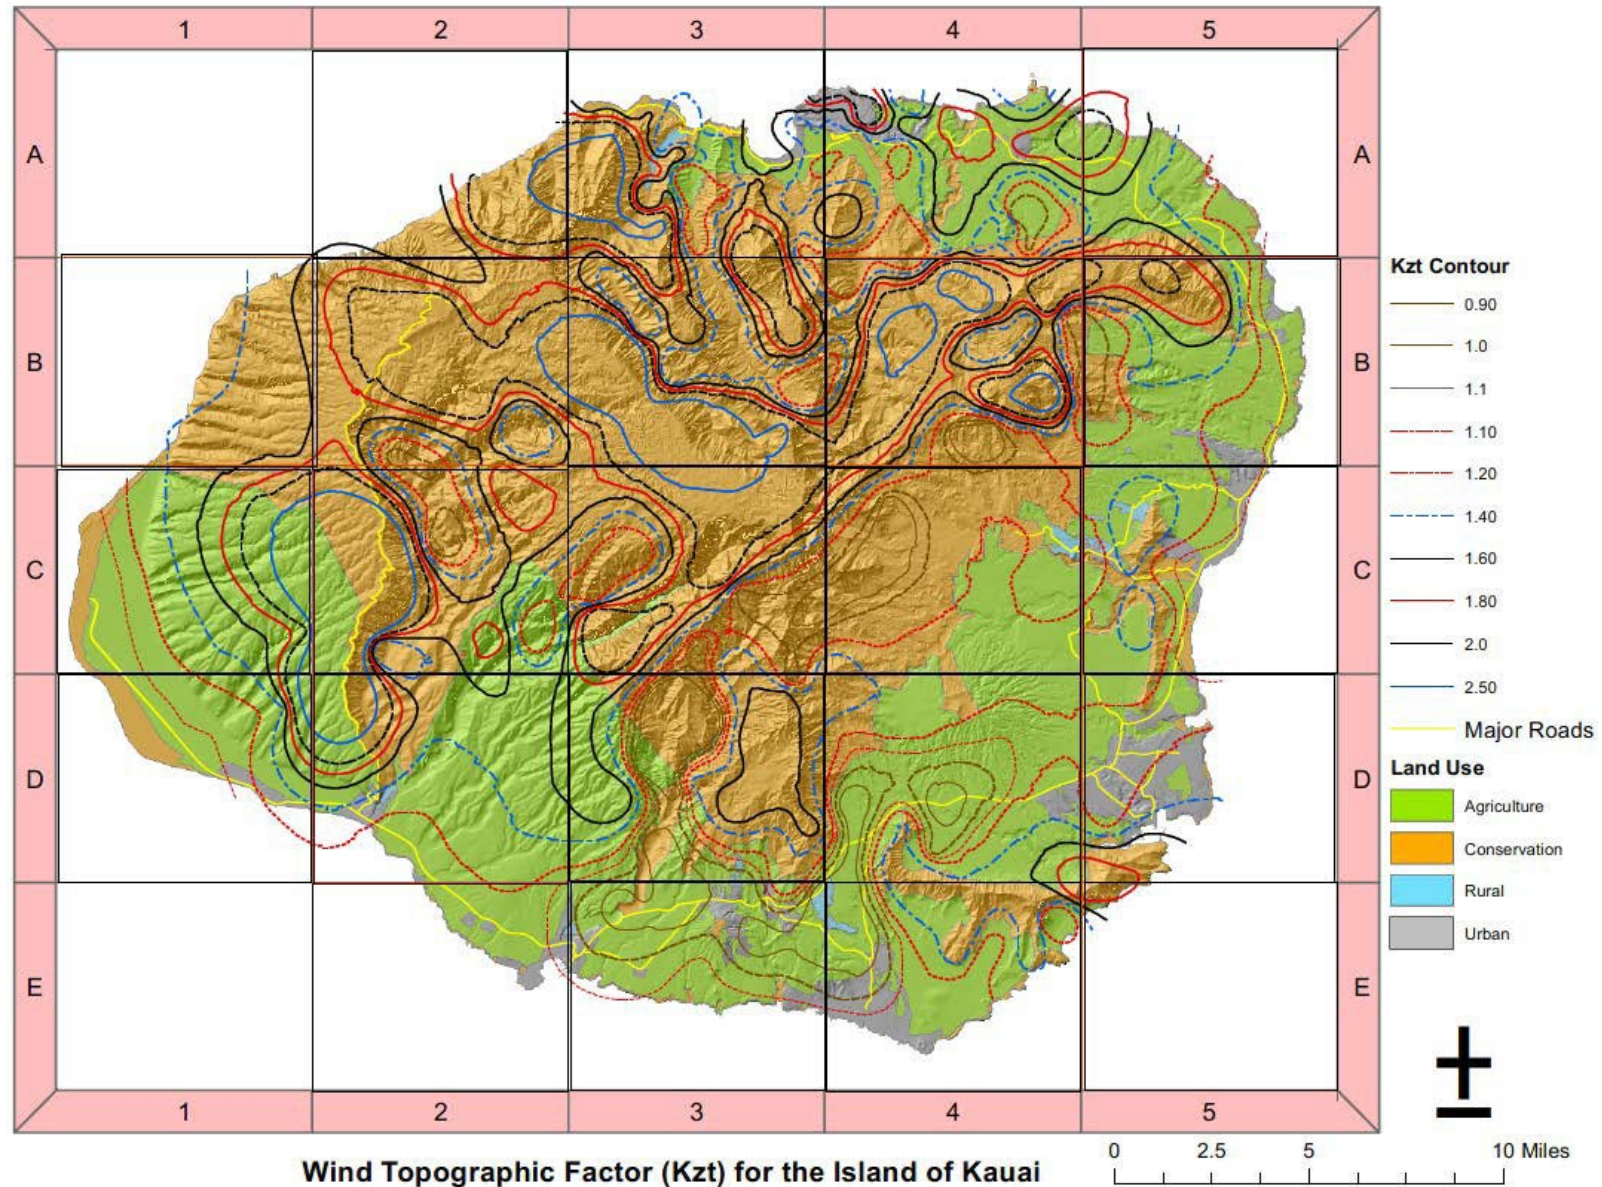 1 2 3 4 5
A A
B B
C C
D D
E E
1 2 3 4 5
Kzt Contour
0.90
1.0
1.1
1.10
1.20
1.40
1.60
1.80
2.0
2.50
Major Roads
Land Use
Agriculture
Conservation
Rural
Urban
0 2.5 5 10 Miles
Wind Topographic Factor (Kzt) for the Island of Kauai